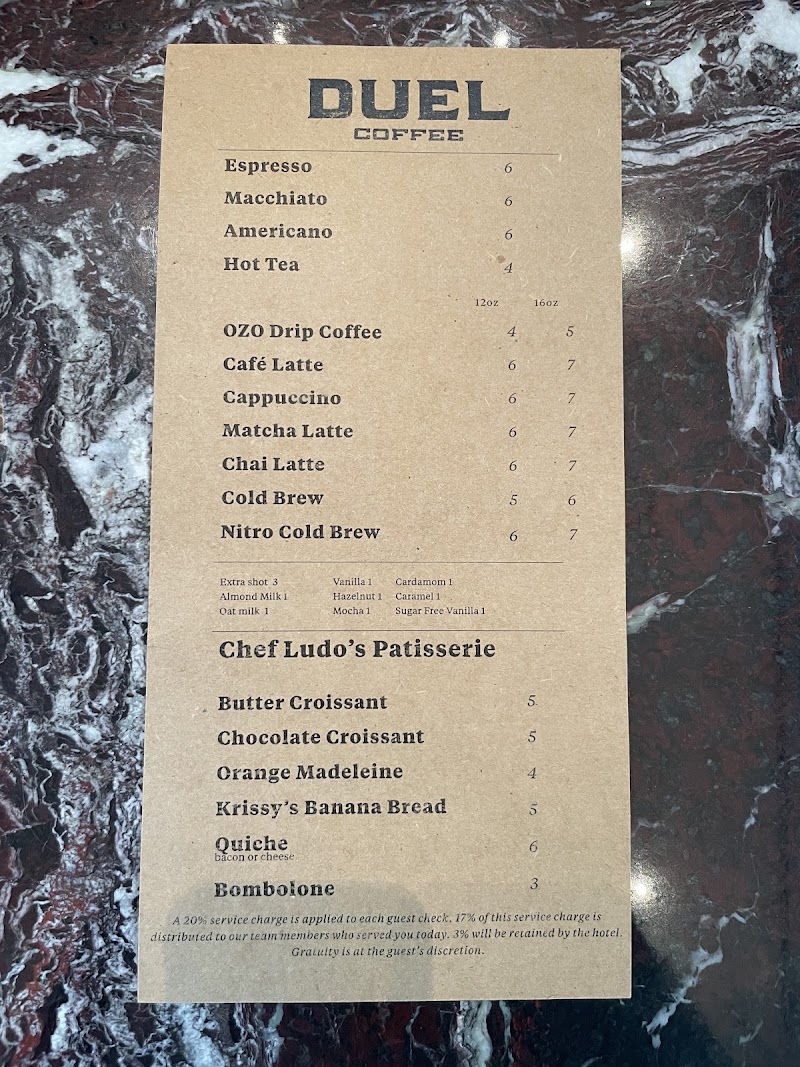 DUEL
COFFEE
Espresso 6
Macchiato 6
Americano 6
Hot Tea 4
12oz 16oz
OZO Drip Coffee 4 5
Café Latte 6 7
Cappuccino 6 7
Matcha Latte 6 7
Chai Latte 6 7
Cold Brew 5 6
Nitro Cold Brew 6 7
Extra shot 3 Vanilla 1 Cardamom 1
Almond Milk 1 Hazelnut 1 Caramel 1
Oat milk 1 Mocha 1 Sugar Free Vanilla 1
Chef Ludo's Patisserie
Butter Croissant 5
Chocolate Croissant 5
Orange Madeleine 4
Krissy's Banana Bread 5
Quiche 6
bacon or cheese
Bombolone 3
A 20% service charge is applied to each guest check, 17% of this service charge is
distributed to our team members who served you today. 3% will be retained by the hotel.
Gratuity is at the guest's discretion.